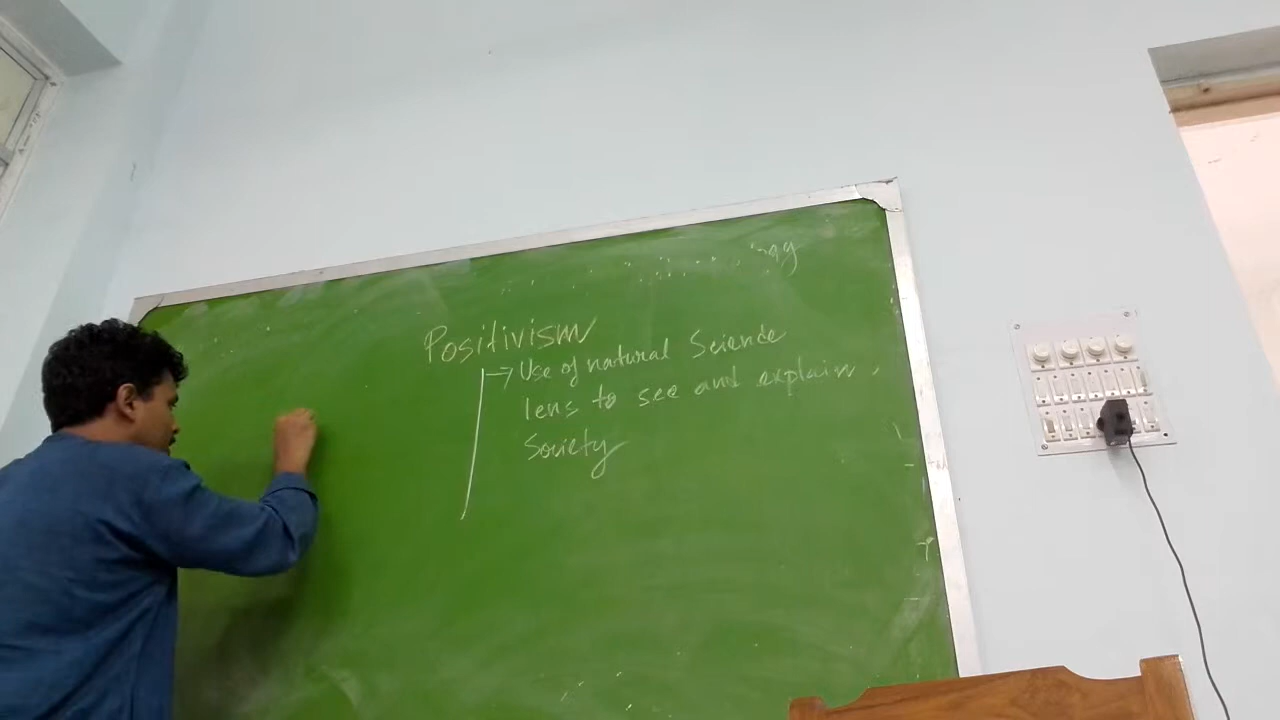 Positivism
→ Use of natural Science
lens to see and explain
Society